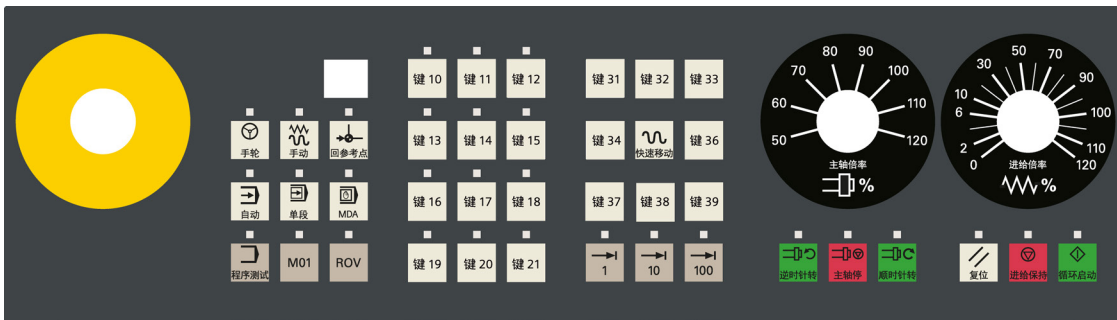 键 10 键 11 键 12
键 31 键 32 键 33
手轮 手动 回参考点
键 13 键 14 键 15
键 34 快速移动 键 36
自动 单段 MDA
键 16 键 17 键 18
键 37 键 38 键 39
程序测试 M01 ROV
键 19 键 20 键 21
1 10 100
50 60 70 80 90 100 110 120
主轴倍率
%
0 2 6 10 30 50 70 90 100 110 120
进给倍率
%
逆时针转 主轴停 顺时针转
复位 进给保持 循环启动